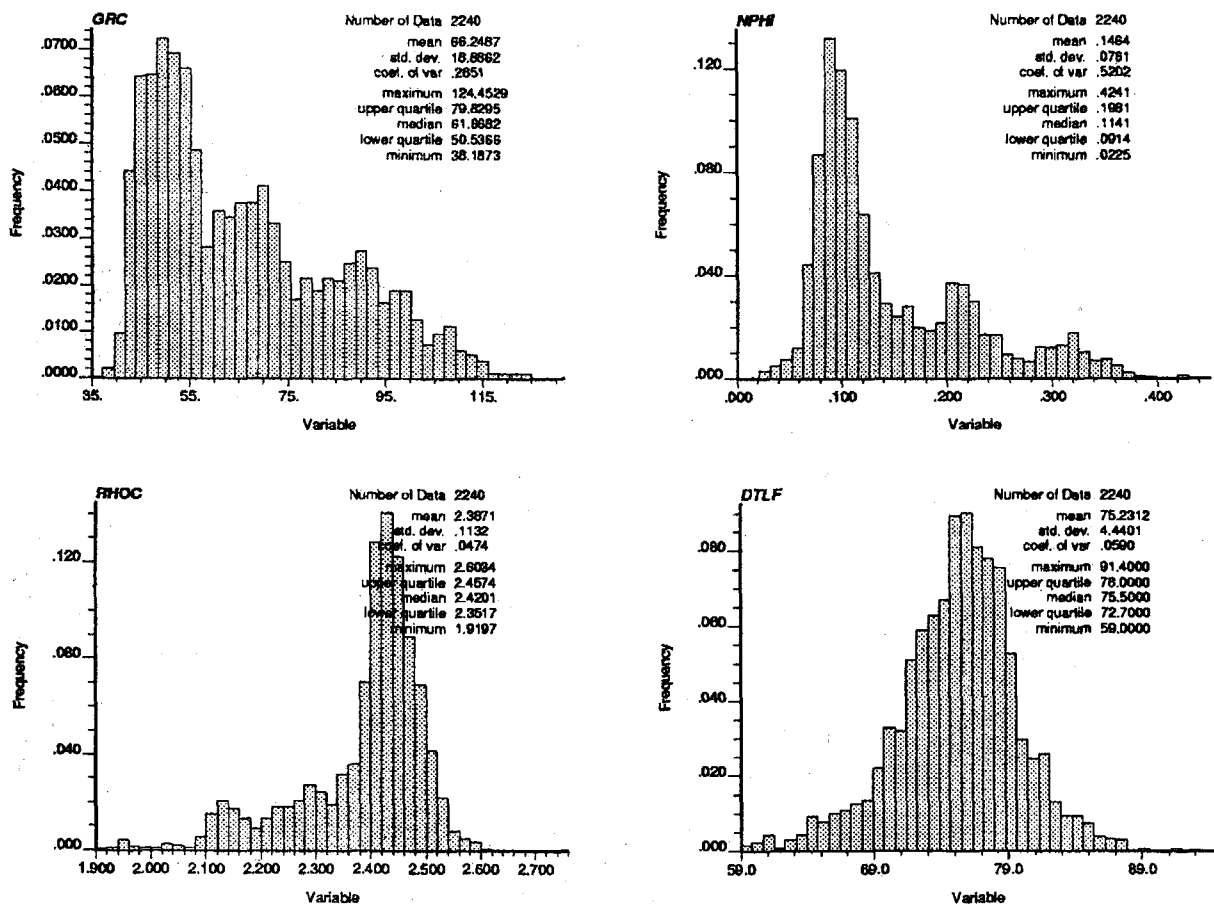 GRC
Number of Data 2240
mean 66.2487
std. dev. 18.8862
coef. of var .2851
maximum 124.4529
upper quartile 79.8295
median 61.8682
lower quartile 50.5366
minimum 38.1873
.0700
.0600
.0500
.0400
.0300
.0200
.0100
.0000
Frequency
35. 55. 75. 95. 115.
Variable
NPHI
Number of Data 2240
mean .1464
std. dev. .0761
coef. of var .5202
maximum .4241
upper quartile .1981
median .1141
lower quartile .0914
minimum .0225
.120
.080
.040
.000
Frequency
.000 .100 .200 .300 .400
Variable
RHOC
Number of Data 2240
mean 2.3871
std. dev. .1132
coef. of var .0474
maximum 2.6034
upper quartile 2.4574
median 2.4201
lower quartile 2.3517
minimum 1.9197
.120
.080
.040
.000
Frequency
1.900 2.000 2.100 2.200 2.300 2.400 2.500 2.600 2.700
Variable
DTLF
Number of Data 2240
mean 75.2312
std. dev. 4.4401
coef. of var .0590
maximum 91.4000
upper quartile 78.0000
median 75.5000
lower quartile 72.7000
minimum 59.0000
.080
.060
.040
.020
.000
Frequency
59.0 69.0 79.0 89.0
Variable